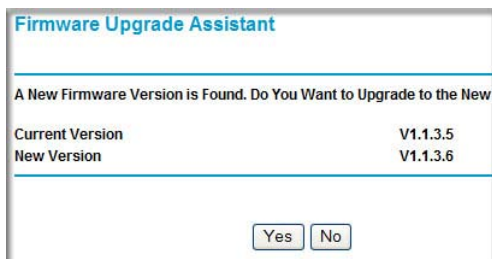 Firmware Upgrade Assistant
A New Firmware Version is Found. Do You Want to Upgrade to the New
Current Version V1.1.3.5
New Version V1.1.3.6
Yes No